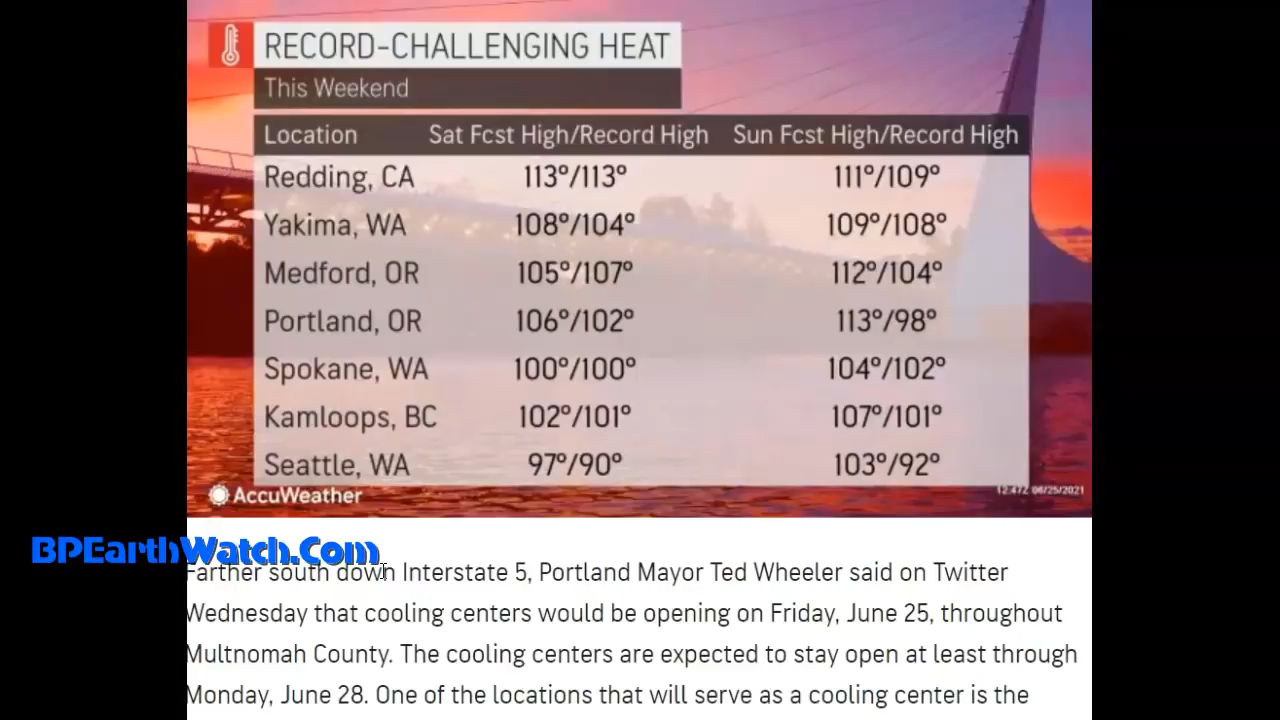 RECORD-CHALLENGING HEAT
This Weekend
Location Sat Fcst High/Record High Sun Fcst High/Record High
Redding, CA 113°/113° 111°/109°
Yakima, WA 108°/104° 109°/108°
Medford, OR 105°/107° 112°/104°
Portland, OR 106°/102° 113°/98°
Spokane, WA 100°/100° 104°/102°
Kamloops, BC 102°/101° 107°/101°
Seattle, WA 97°/90° 103°/92°
AccuWeather 12:47Z 06/25/2021
BPEarthWatch.Com
Farther south down Interstate 5, Portland Mayor Ted Wheeler said on Twitter
Wednesday that cooling centers would be opening on Friday, June 25, throughout
Multnomah County. The cooling centers are expected to stay open at least through
Monday, June 28. One of the locations that will serve as a cooling center is the